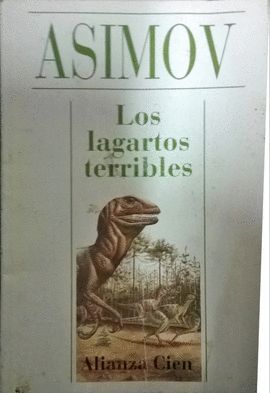 ASIMOV
Los
lagartos
terribles
Alianza Cien